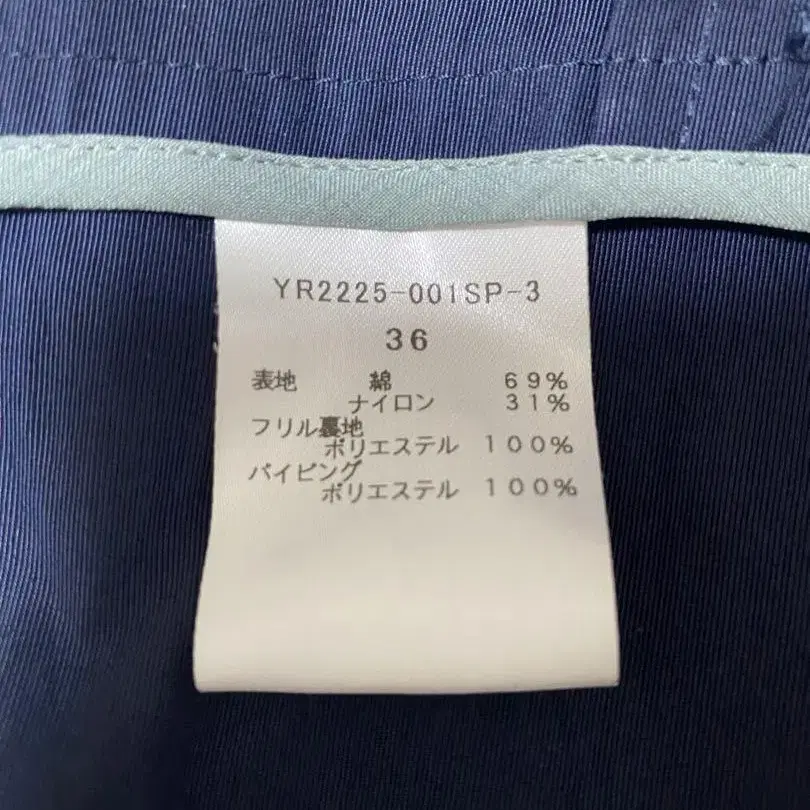 YR2225-001SP-3
36
表地 綿 69%
ナイロン 31%
フリル裏地
ポリエステル 100%
パイピング
ポリエステル 100%